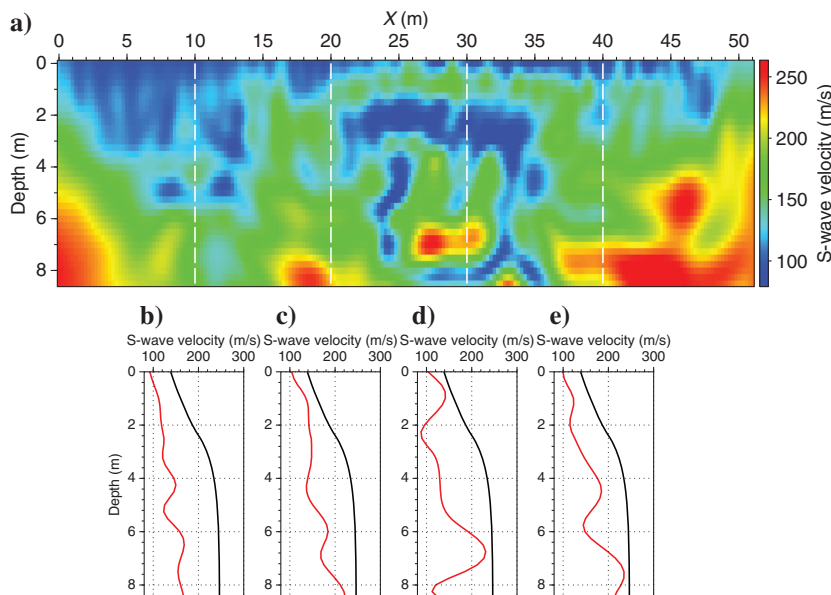 X (m)
a)
0 5 10 15 20 25 30 35 40 45 50
0
2
4
6
8
Depth (m)
250
200
150
100
S-wave velocity (m/s)
b) c) d) e)
S-wave velocity (m/s) S-wave velocity (m/s) S-wave velocity (m/s) S-wave velocity (m/s)
100 200 300 100 200 300 100 200 300 100 200 300
0 0 0 0
2 2 2 2
4 4 4 4
6 6 6 6
8 8 8 8
Depth (m)